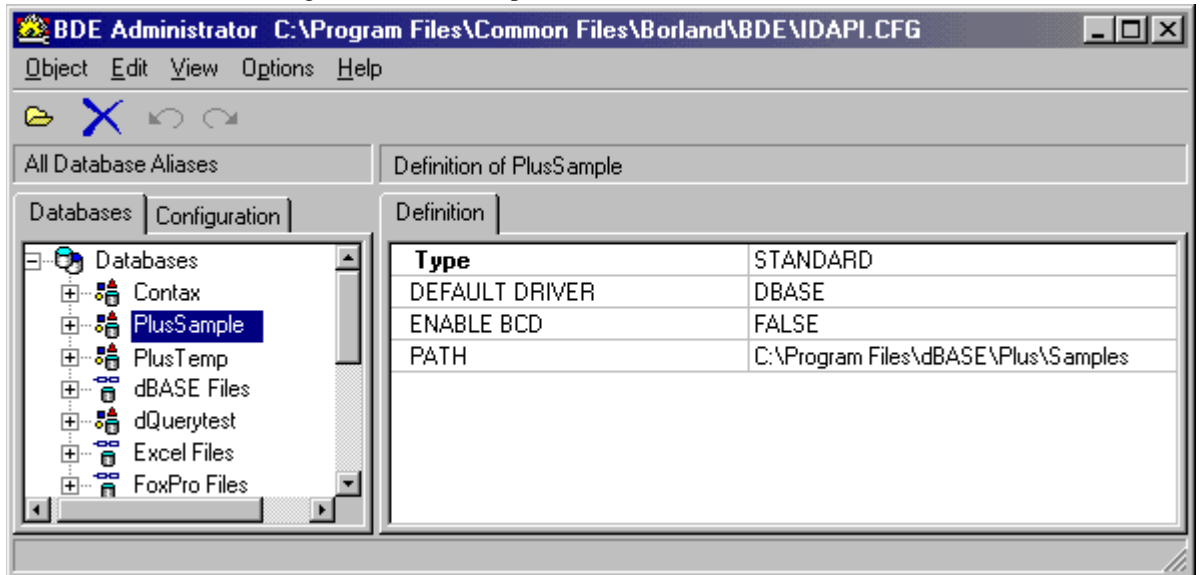 BDE Administrator C:\Program Files\Common Files\Borland\BDE\IDAPI.CFG
Object Edit View Options Help
All Database Aliases
Definition of PlusSample
Databases Configuration
Definition
Databases
Contax
PlusSample
PlusTemp
dBASE Files
dQuerytest
Excel Files
FoxPro Files
Type STANDARD
DEFAULT DRIVER DBASE
ENABLE BCD FALSE
PATH C:\Program Files\dBASE\Plus\Samples